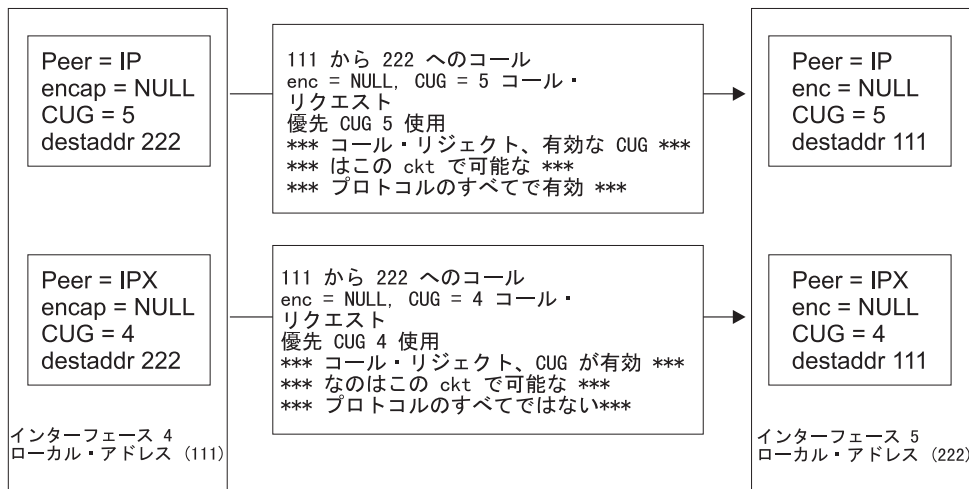 Peer = IP
encap = NULL
CUG = 5
destaddr 222
111 から 222 へのコール
enc = NULL, CUG = 5 コール・
リクエスト
優先 CUG 5 使用
*** コール・リジェクト、有効な CUG ***
*** はこの ckt で可能な ***
*** プロトコルのすべてで有効 ***
Peer = IP
enc = NULL
CUG = 5
destaddr 111
Peer = IPX
encap = NULL
CUG = 4
destaddr 222
111 から 222 へのコール
enc = NULL, CUG = 4 コール・
リクエスト
優先 CUG 4 使用
*** コール・リジェクト、CUG が有効 ***
*** なのはこの ckt で可能な ***
*** プロトコルのすべてではない***
Peer = IPX
enc = NULL
CUG = 4
destaddr 111
インターフェース 4
ローカル・アドレス (111)
インターフェース 5
ローカル・アドレス (222)